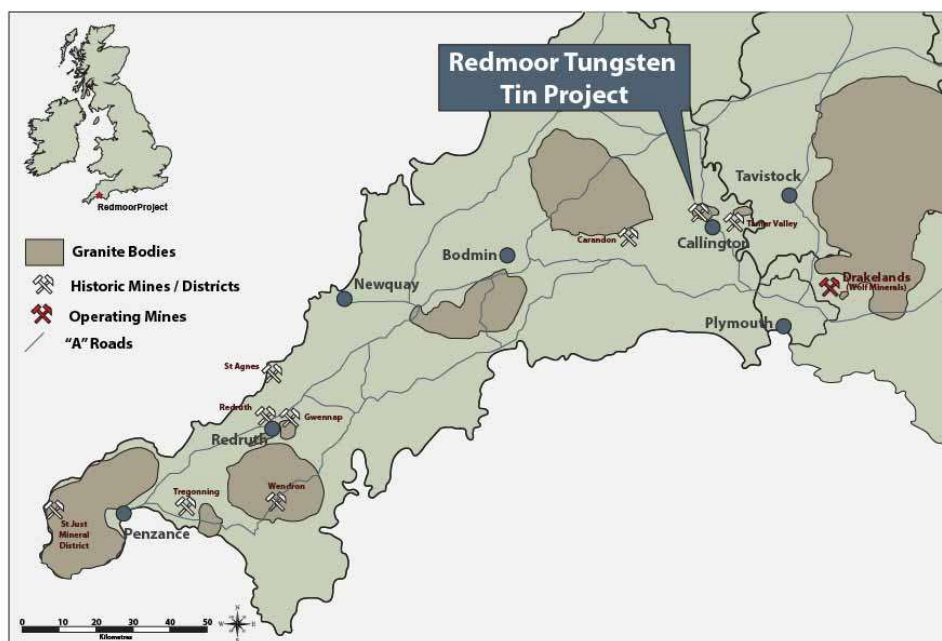 Redmoor Tungsten
Tin Project
RedmoorProject
Granite Bodies
Historic Mines / Districts
Operating Mines
“A” Roads
Tavistock
Carandon
Callington
Tamar Valley
Bodmin
Newquay
Drakelands
(Wolf Minerals)
Plymouth
St Agnes
Redruth
Gwennap
Redruth
Wendron
Tregonning
St Just
Mineral
District
Penzance
0 10 20 30 40 50
Kilometres
N
W E
S